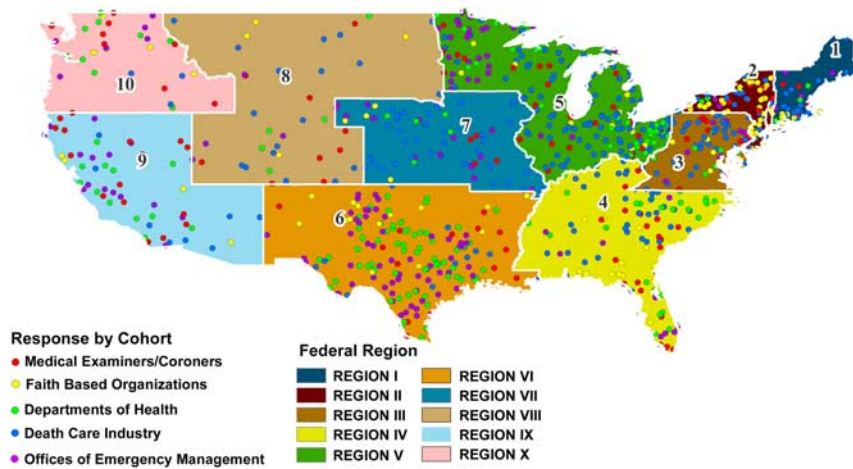 1
2
10
8
5
7
9
3
6
4
Response by Cohort
Medical Examiners/Coroners
Faith Based Organizations
Departments of Health
Death Care Industry
Offices of Emergency Management
Federal Region
REGION I
REGION II
REGION III
REGION IV
REGION V
REGION VI
REGION VII
REGION VIII
REGION IX
REGION X